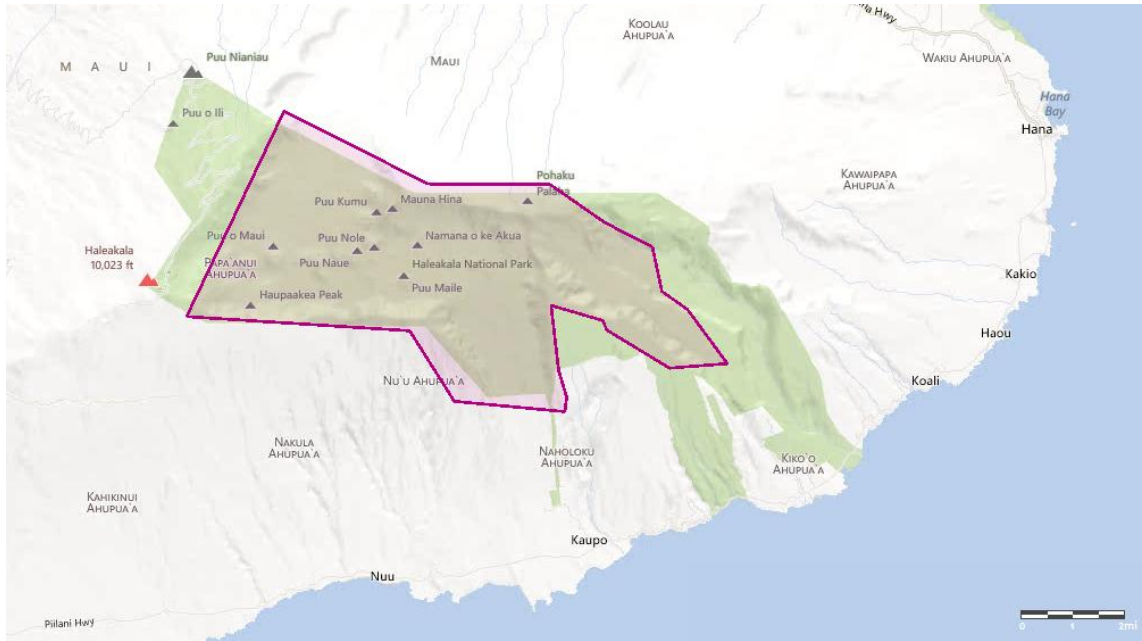 na Hwy
KOOLAU
AHUPUA`A
Puu Nianiau
MAUI
MAUI
WAKIU AHUPUA`A
Hana
Bay
Puu o Ili
Hana
Pohaku
Palaha
KAWAIPAPA
AHUPUA`A
Puu Kumu
Mauna Hina
Puu o Maui
Puu Nole
Namana o ke Akua
Haleakala
10,023 ft
PAPA`ANUI
AHUPUA`A
Puu Naue
Haleakala National Park
Kakio
Puu Maile
Haupaakea Peak
Haou
NU`U AHUPUA`A
Koali
NAKULA
AHUPUA`A
NAHOLOKU
AHUPUA`A
KIKO`O
AHUPUA`A
KAHIKINUI
AHUPUA`A
Kaupo
Nuu
Piilani Hwy
0 1 2mi